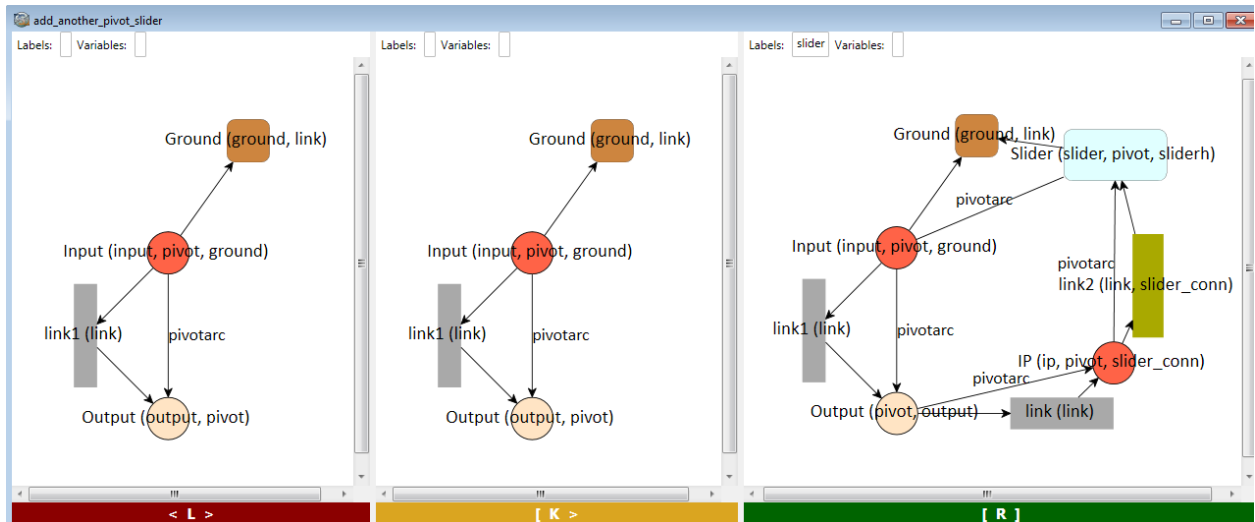 add_another_pivot_slider
Labels: Variables:
Ground (ground, link)
Input (input, pivot, ground)
link1 (link)
pivotarc
Output (output, pivot)
< L >
Labels: Variables:
Ground (ground, link)
Input (input, pivot, ground)
link1 (link)
pivotarc
Output (output, pivot)
[ K >
Labels: slider Variables:
Ground (ground, link)
Slider (slider, pivot, sliderh)
pivotarc
Input (input, pivot, ground)
pivotarc
link2 (link, slider_conn)
link1 (link)
pivotarc
IP (ip, pivot, slider_conn)
pivotarc
Output (pivot, output)
link (link)
[ R ]